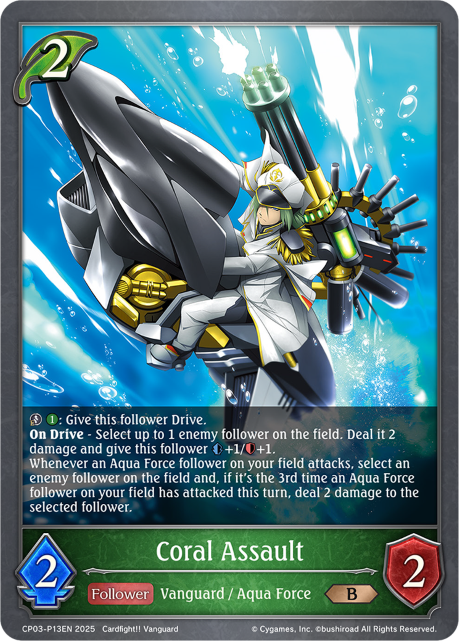 2
1 : Give this follower Drive.
On Drive - Select up to 1 enemy follower on the field. Deal it 2
damage and give this follower +1/+1.
Whenever an Aqua Force follower on your field attacks, select an
enemy follower on the field and, if it's the 3rd time an Aqua Force
follower on your field has attacked this turn, deal 2 damage to the
selected follower.
Coral Assault
2 Follower Vanguard / Aqua Force B 2
CP03-P13EN 2025 Cardfight!! Vanguard © Cygames, Inc. ©bushiroad All Rights Reserved.